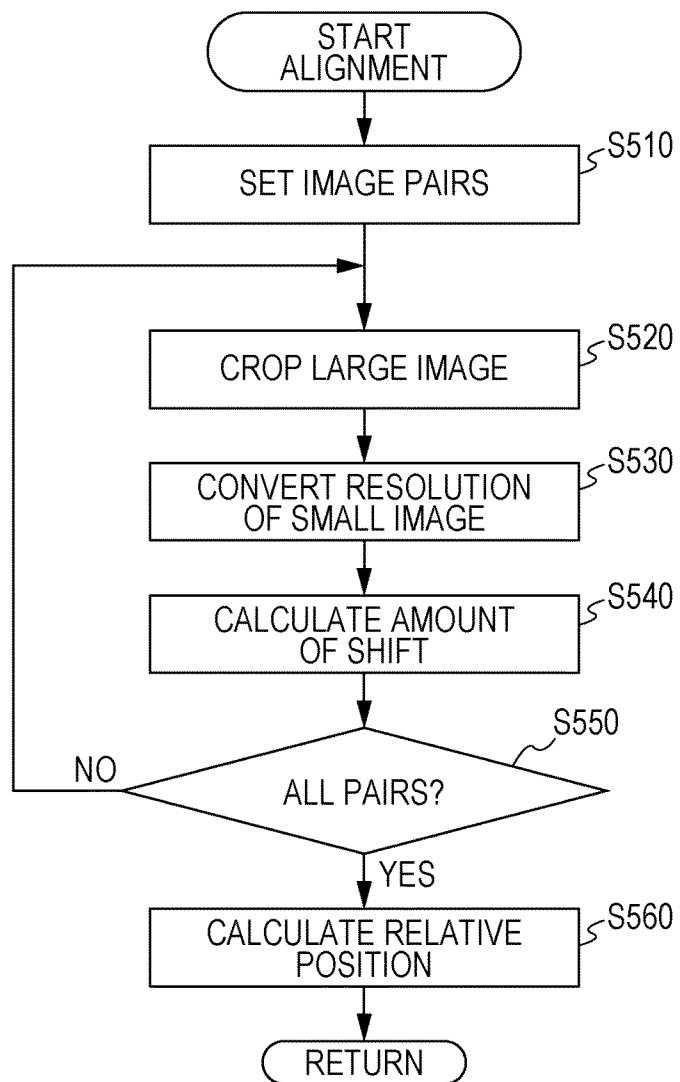 START
ALIGNMENT
S510
SET IMAGE PAIRS
S520
CROP LARGE IMAGE
S530
CONVERT RESOLUTION
OF SMALL IMAGE
S540
CALCULATE AMOUNT
OF SHIFT
S550
NO
ALL PAIRS?
YES
S560
CALCULATE RELATIVE
POSITION
RETURN